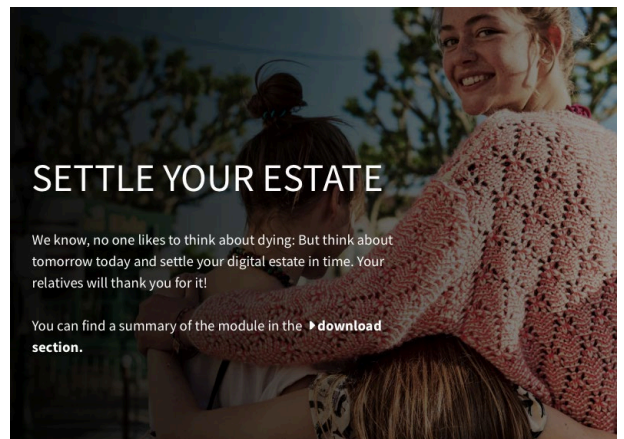 SETTLE YOUR ESTATE
We know, no one likes to think about dying: But think about
tomorrow today and settle your digital estate in time. Your
relatives will thank you for it!
You can find a summary of the module in the download
section.